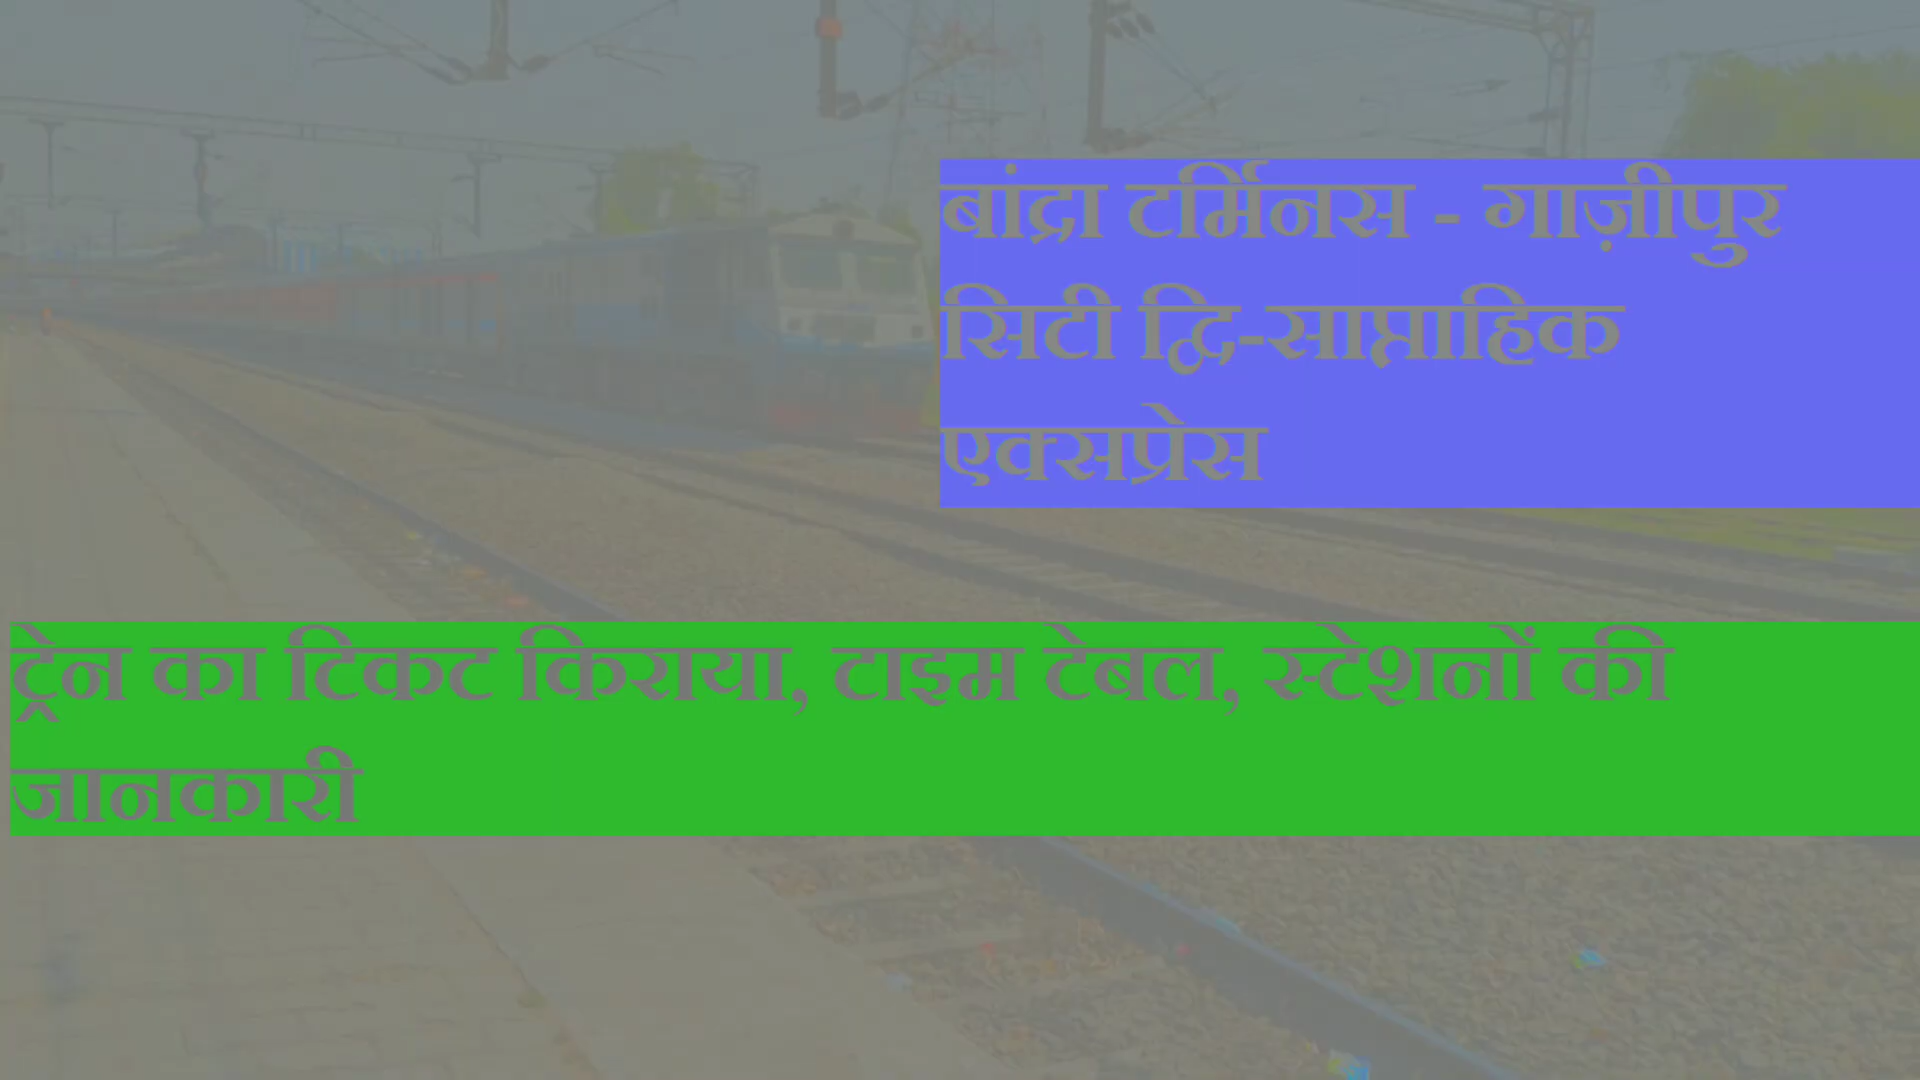 बांद्रा टर्मिनस - गाज़ीपुर
सिटी द्वि-साप्ताहिक
एक्सप्रेस
ट्रेन का टिकट किराया, टाइम टेबल, स्टेशनों की
जानकारी